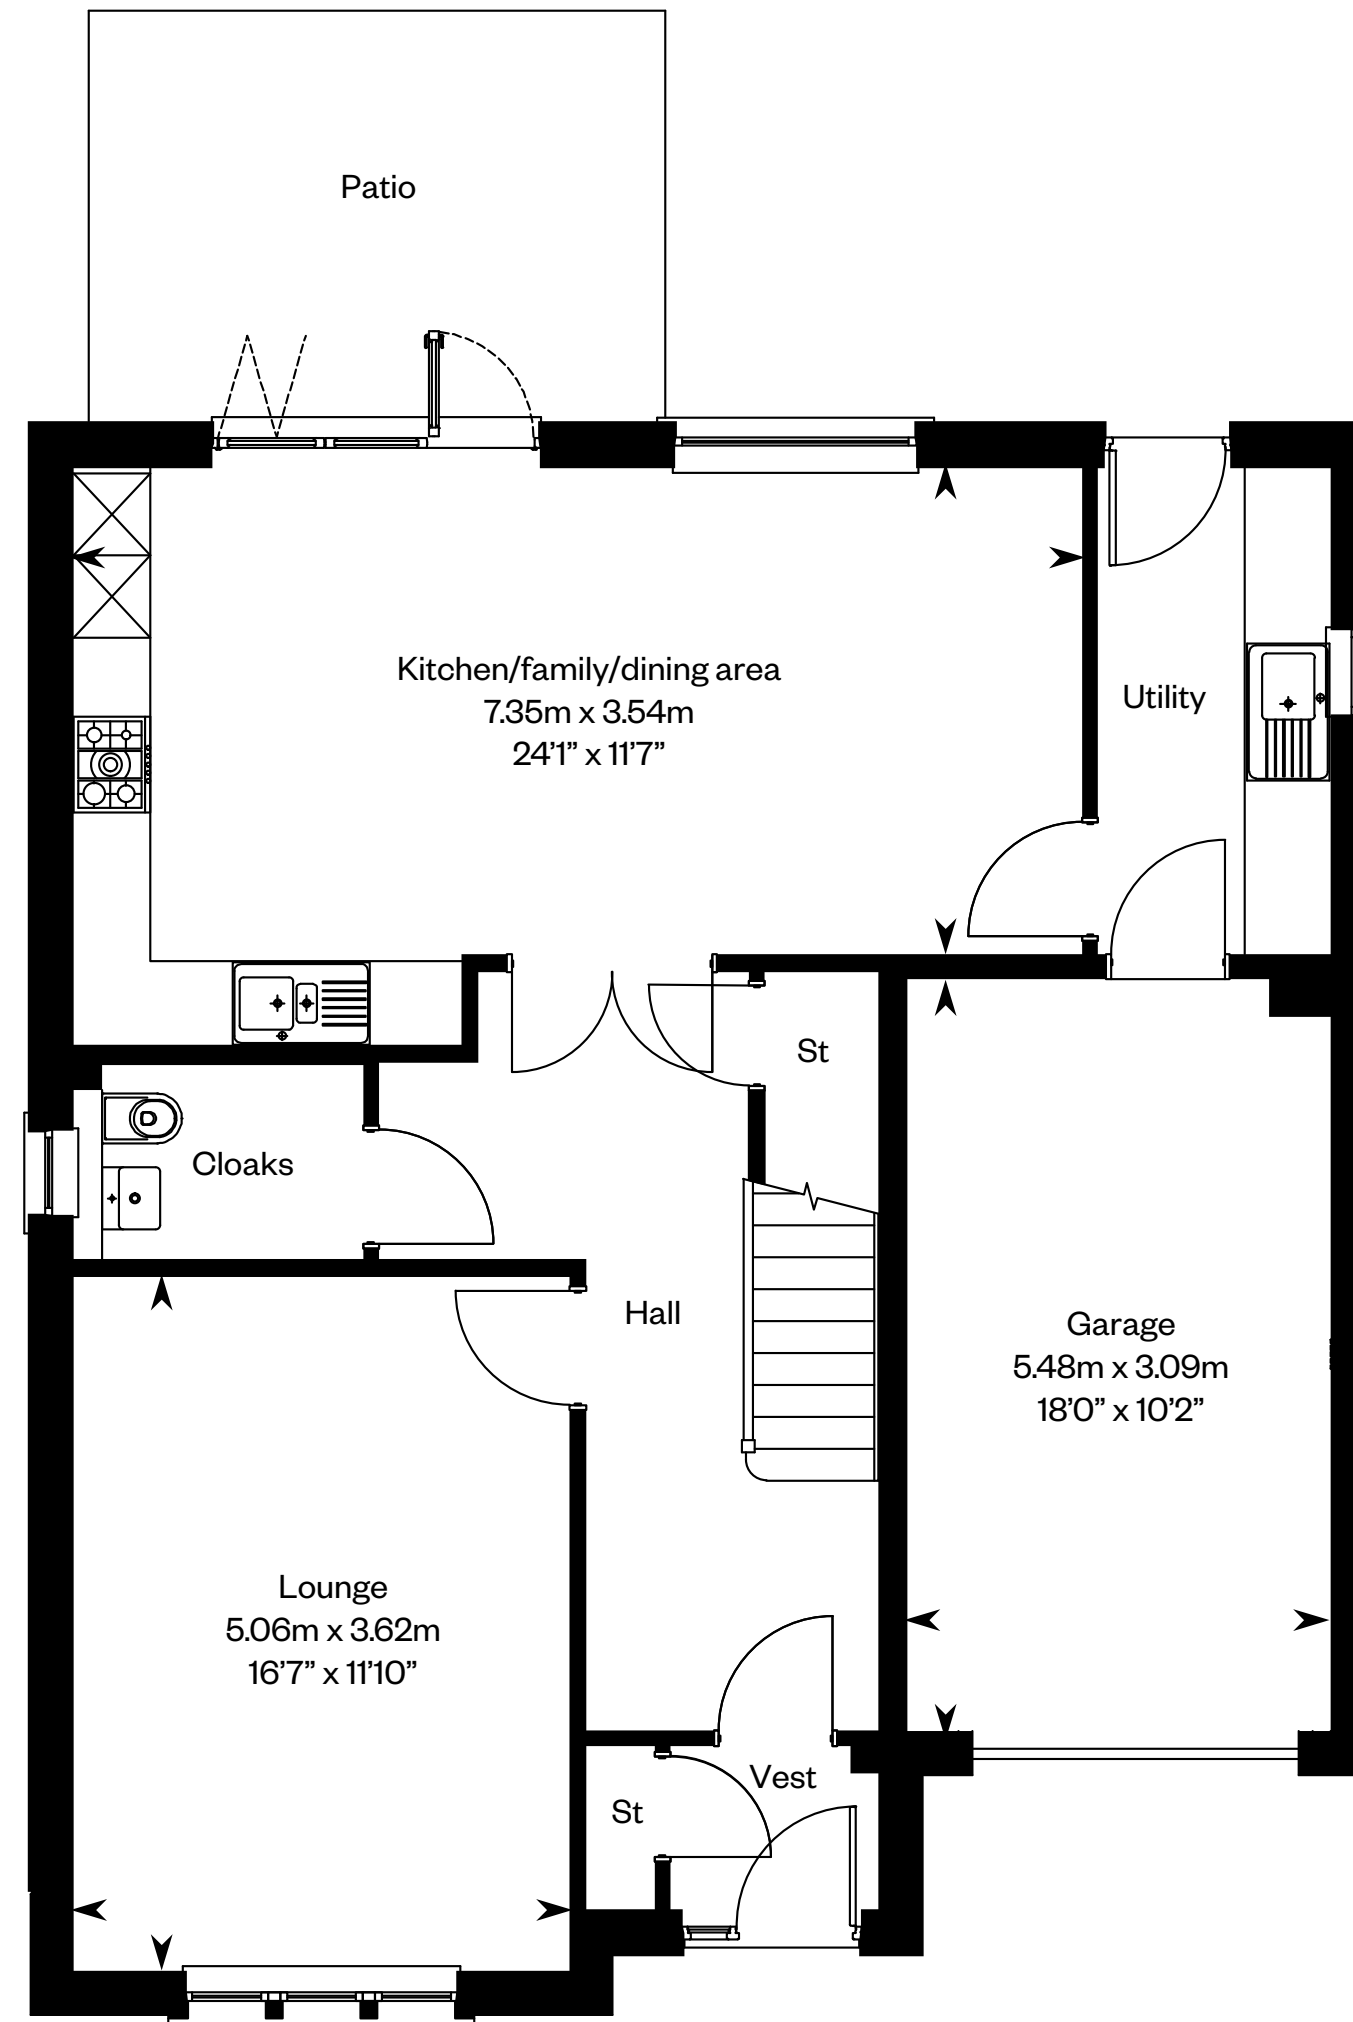 Patio
Kitchen/family/dining area
7.35m x 3.54m
24’1” x 11’7”
Utility
St
Cloaks
Hall
Garage
5.48m x 3.09m
18’0” x 10’2”
Lounge
5.06m x 3.62m
16’7” x 11’10”
Vest
St